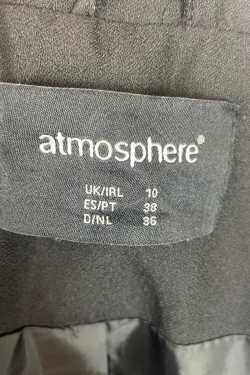 atmosphere®
UK/IRL 10
ES/PT 38
D/NL 36